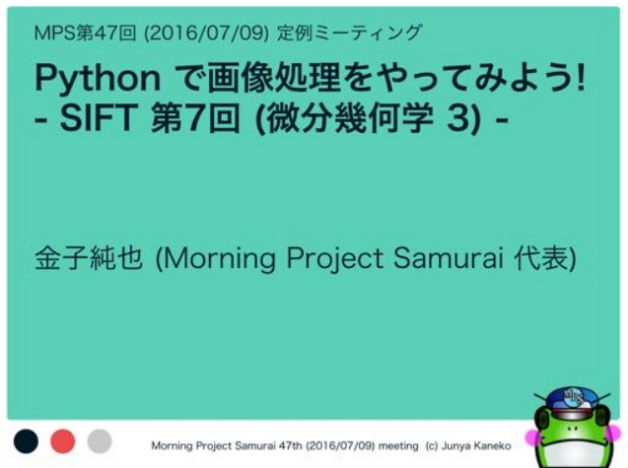 MPS第47回 (2016/07/09) 定例ミーティング
Python で画像処理をやってみよう!
- SIFT 第7回 (微分幾何学 3) -
金子純也 (Morning Project Samurai 代表)
Morning Project Samurai 47th (2016/07/09) meeting (c) Junya Kaneko
MPS